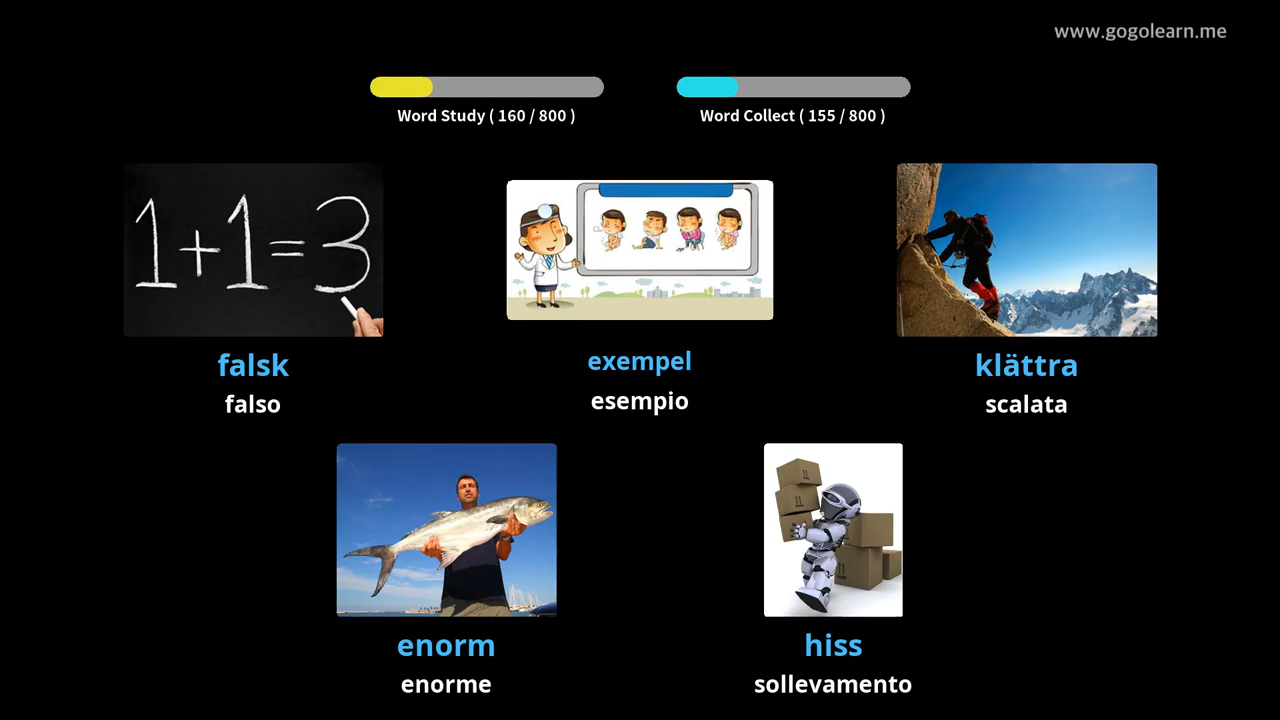 www.gogolearn.me
Word Study ( 160 / 800 )
Word Collect ( 155 / 800 )
1+1=3
falsk
falso
exempel
esempio
klättra
scalata
enorm
enorme
hiss
sollevamento